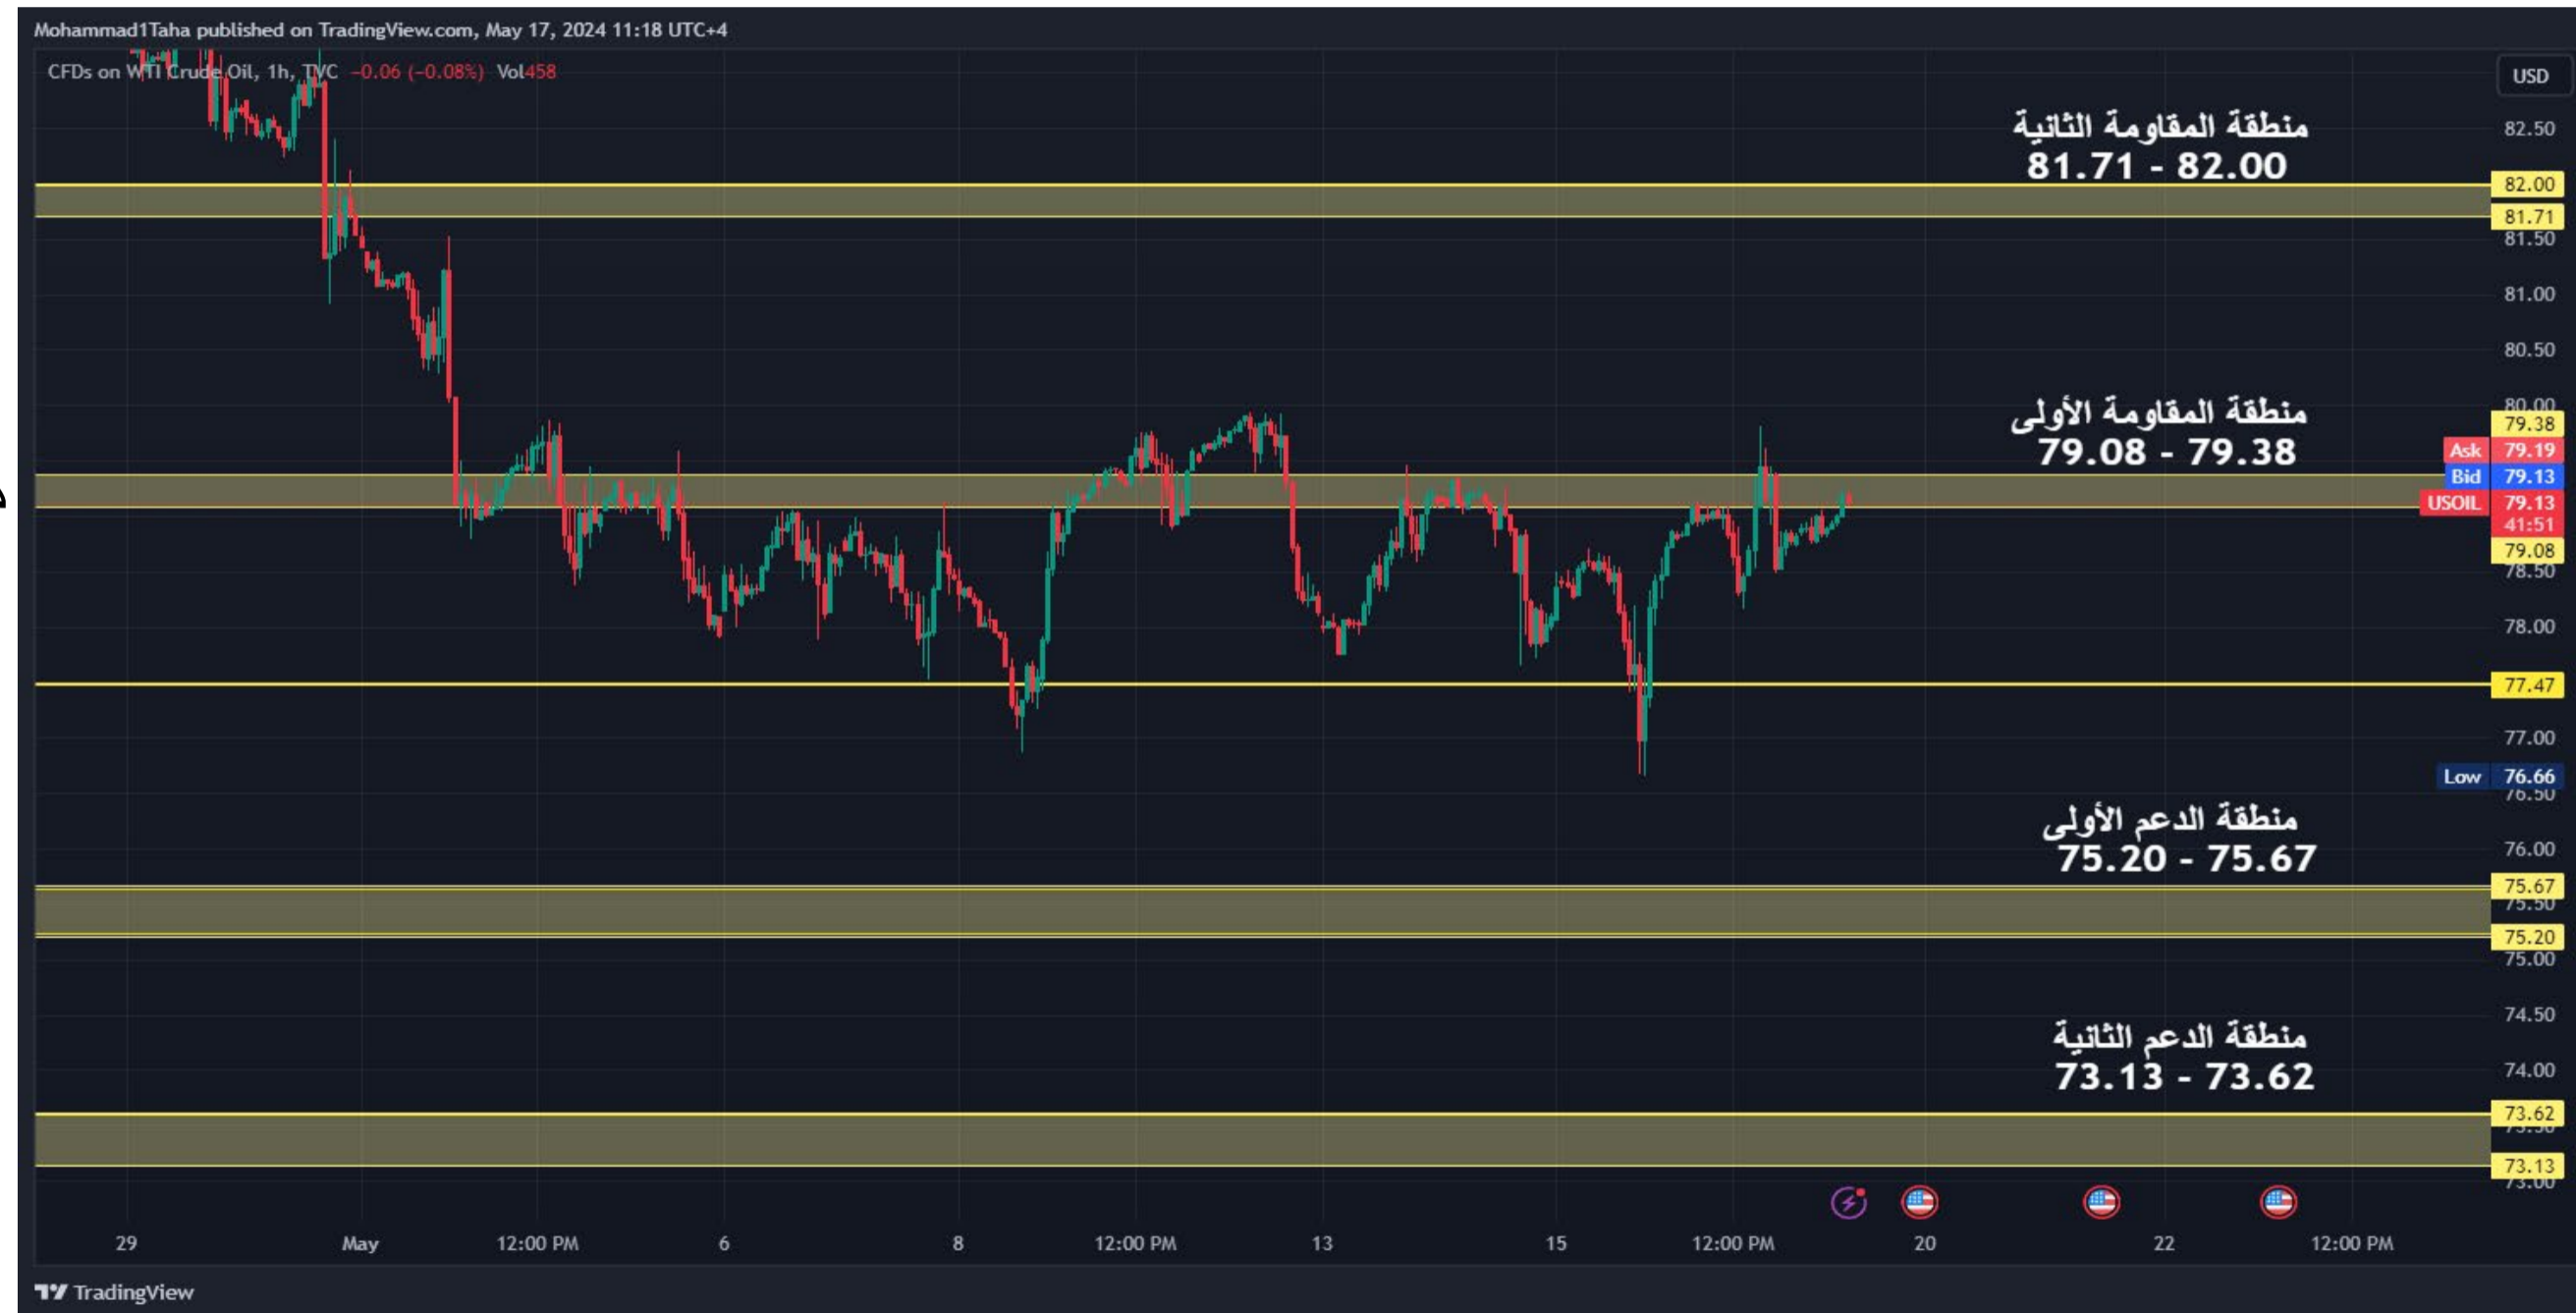 Mohammad1Taha published on TradingView.com, May 17, 2024 11:18 UTC+4
CFDs on WTI Crude Oil, 1h, TVC −0.06 (−0.08%) Vol458
USD
82.50
منطقة المقاومة الثانية
81.71 - 82.00
82.00
81.71
81.50
81.00
80.50
منطقة المقاومة الأولى
79.08 - 79.38
80.00
79.38
Ask 79.19
Bid 79.13
USOIL 79.13
41:51
79.08
78.50
78.00
77.47
77.00
Low 76.66
76.50
منطقة الدعم الأولى
75.20 - 75.67
76.00
75.67
75.50
75.20
75.00
74.50
منطقة الدعم الثانية
73.13 - 73.62
74.00
73.62
73.50
73.13
73.00
29 May 12:00 PM 6 8 12:00 PM 13 15 12:00 PM 20 22 12:00 PM
TradingView